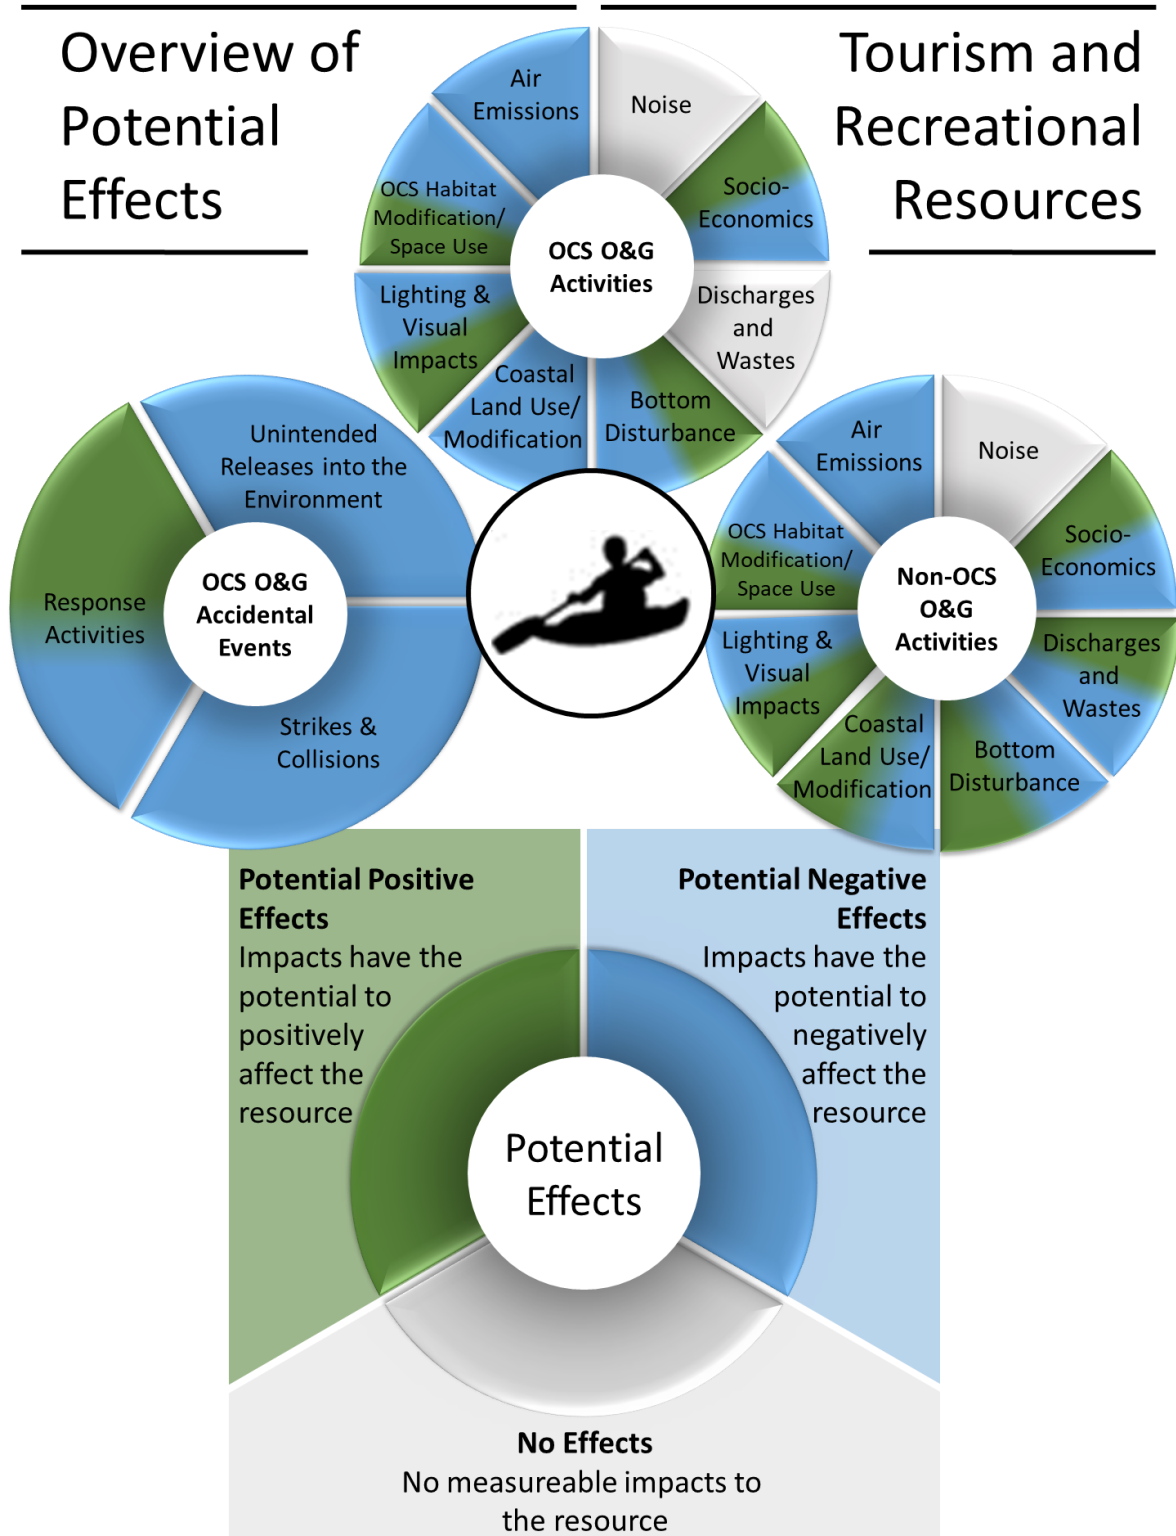 Overview of
Potential
Effects
Tourism and
Recreational
Resources
Air
Emissions
Noise
Socio-
Economics
Discharges
and
Wastes
Bottom
Disturbance
Coastal
Land Use/
Modification
Lighting &
Visual
Impacts
OCS Habitat
Modification/
Space Use
OCS O&G
Activities
Unintended
Releases into the
Environment
Strikes &
Collisions
Response
Activities
OCS O&G
Accidental
Events
Air
Emissions
Noise
Socio-
Economics
Discharges
and
Wastes
Bottom
Disturbance
Coastal
Land Use/
Modification
Lighting &
Visual
Impacts
OCS Habitat
Modification/
Space Use
Non-OCS
O&G
Activities
Potential Positive
Effects
Impacts have the
potential to
positively
affect the
resource
Potential Negative
Effects
Impacts have the
potential to
negatively
affect the
resource
Potential
Effects
No Effects
No measureable impacts to
the resource